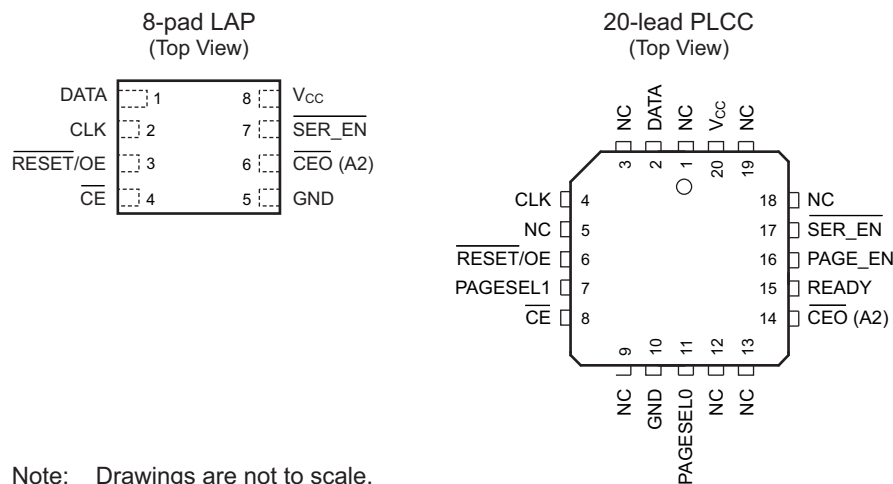 8-pad LAP
(Top View)
DATA 1
CLK 2
RESET/OE 3
CE 4
8 VCC
7 SER_EN
6 CEO (A2)
5 GND
20-lead PLCC
(Top View)
NC 3
DATA 2
NC 1
VCC 20
NC 19
CLK 4
NC 5
RESET/OE 6
PAGESEL1 7
CE 8
18 NC
17 SER_EN
16 PAGE_EN
15 READY
14 CEO (A2)
NC 9
GND 10
PAGESEL0 11
NC 12
NC 13
Note: Drawings are not to scale.